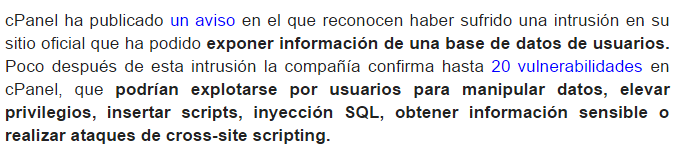 cPanel ha publicado un aviso en el que reconocen haber sufrido una intrusión en su
sitio oficial que ha podido exponer información de una base de datos de usuarios.
Poco después de esta intrusión la compañía confirma hasta 20 vulnerabilidades en
cPanel, que podrían explotarse por usuarios para manipular datos, elevar
privilegios, insertar scripts, inyección SQL, obtener información sensible o
realizar ataques de cross-site scripting.